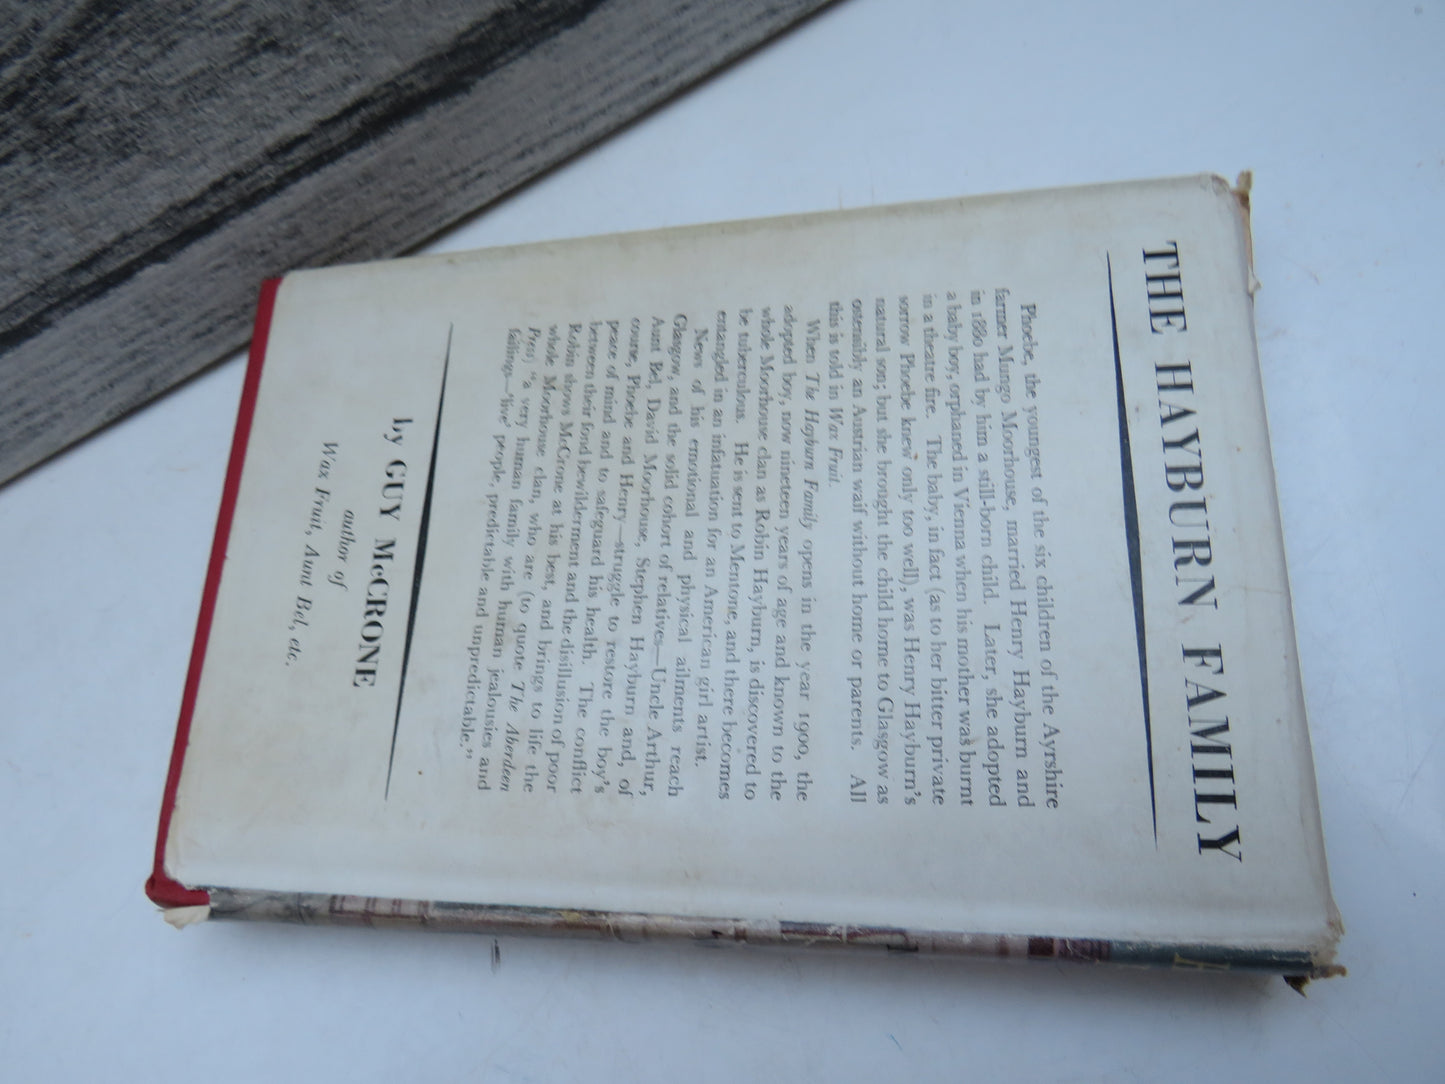 THE HAYBURN FAMILY
Phoebe, the youngest of the six children of the Ayrshire
farmer Mungo Moorhouse, married Henry Hayburn and
in 1880 had by him a still-born child. Later, she adopted
a baby boy, orphaned in Vienna when his mother was burnt
in a theatre fire. The baby, in fact (as to her bitter private
sorrow Phoebe knew only too well), was Henry Hayburn's
natural son; but she brought the child home to Glasgow as
ostensibly an Austrian waif without home or parents. All
this is told in Wax Fruit.
When The Hayburn Family opens in the year 1900, the
adopted boy, now nineteen years of age and known to the
whole Moorhouse clan as Robin Hayburn, is discovered to
be tuberculous. He is sent to Mentone, and there becomes
entangled in an infatuation for an American girl artist.
News of his emotional and physical ailments reach
Glasgow, and the solid cohort of relatives—Uncle Arthur,
Aunt Bel, David Moorhouse, Stephen Hayburn and, of
course, Phoebe and Henry—struggle to restore the boy's
peace of mind and to safeguard his health. The conflict
between their fond bewilderment and the disillusion of poor
Robin shows McCrone at his best, and brings to life the
whole Moorhouse clan, who are (to quote The Aberdeen
Press) "a very human family with human jealousies and
failings—'live' people, predictable and unpredictable."
by GUY McCRONE
author of
Wax Fruit, Aunt Bel, etc.